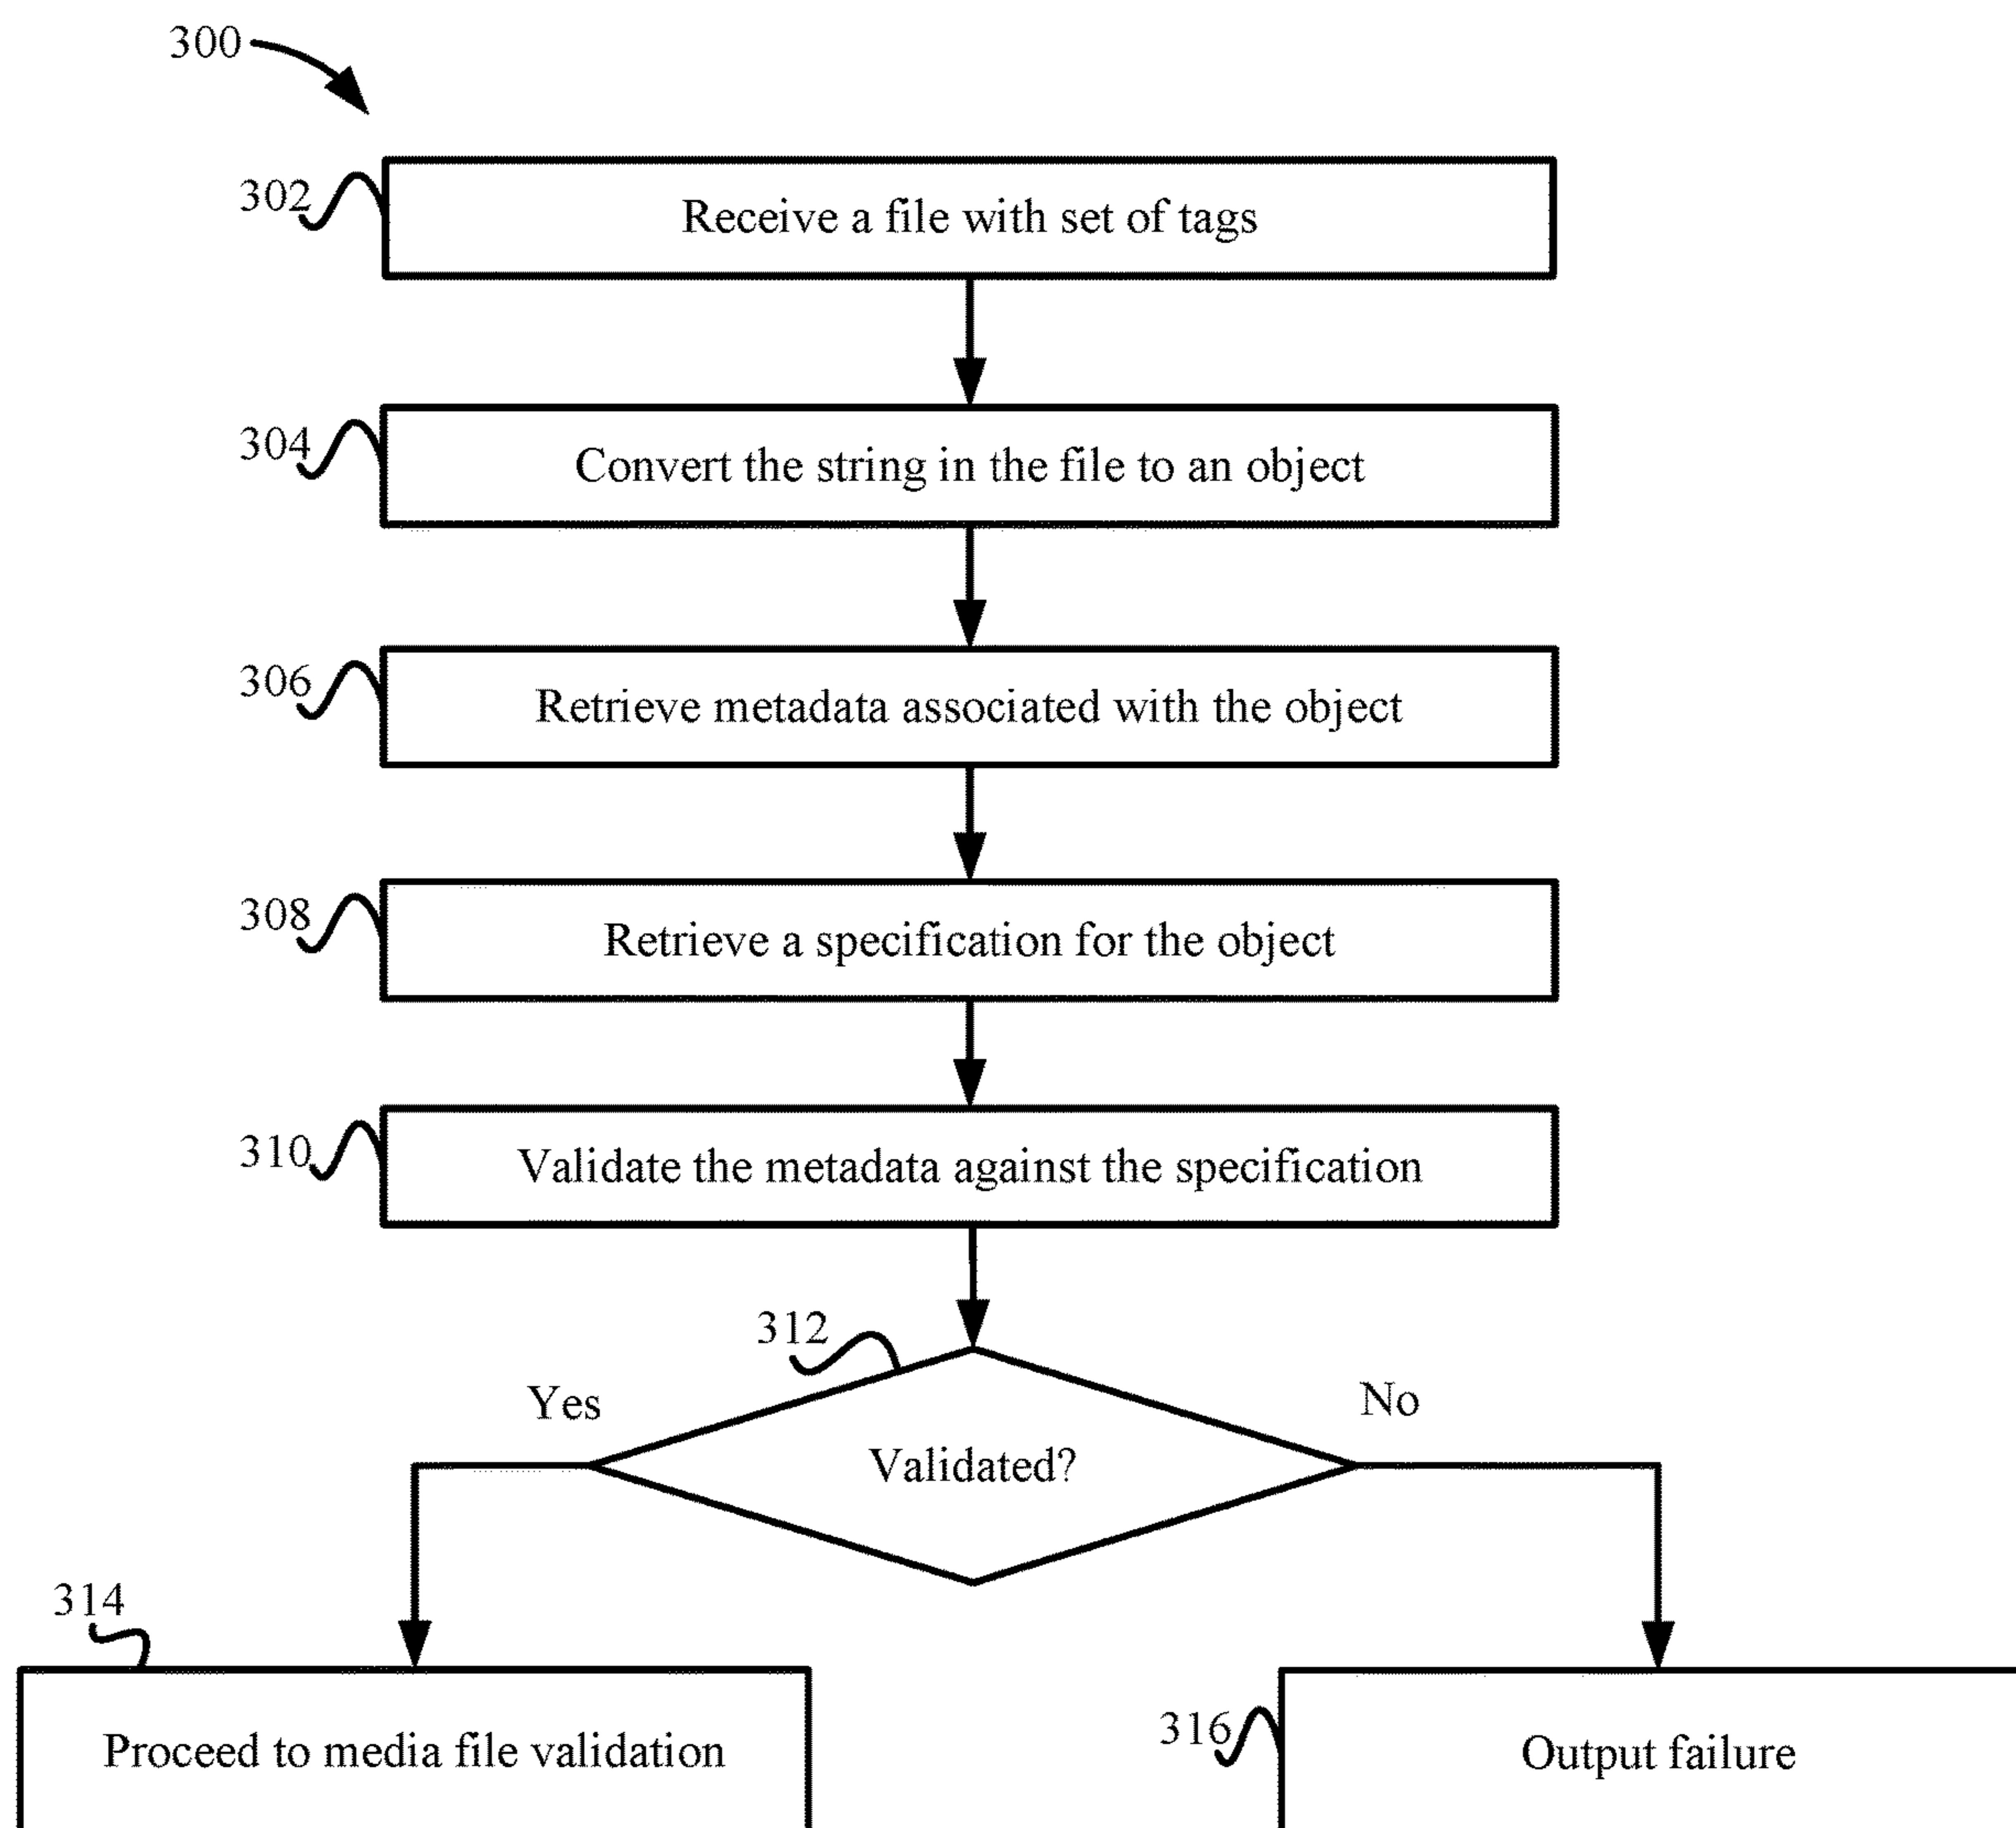 300
302
Receive a file with set of tags
304
Convert the string in the file to an object
306
Retrieve metadata associated with the object
308
Retrieve a specification for the object
310
Validate the metadata against the specification
312
Yes
No
Validated?
314
Proceed to media file validation
316
Output failure